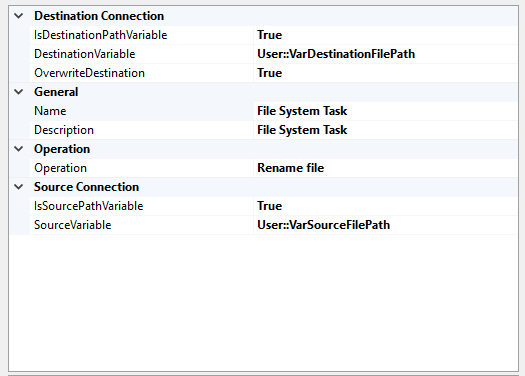 Destination Connection
IsDestinationPathVariable True
DestinationVariable User::VarDestinationFilePath
OverwriteDestination True
General
Name File System Task
Description File System Task
Operation
Operation Rename file
Source Connection
IsSourcePathVariable True
SourceVariable User::VarSourceFilePath